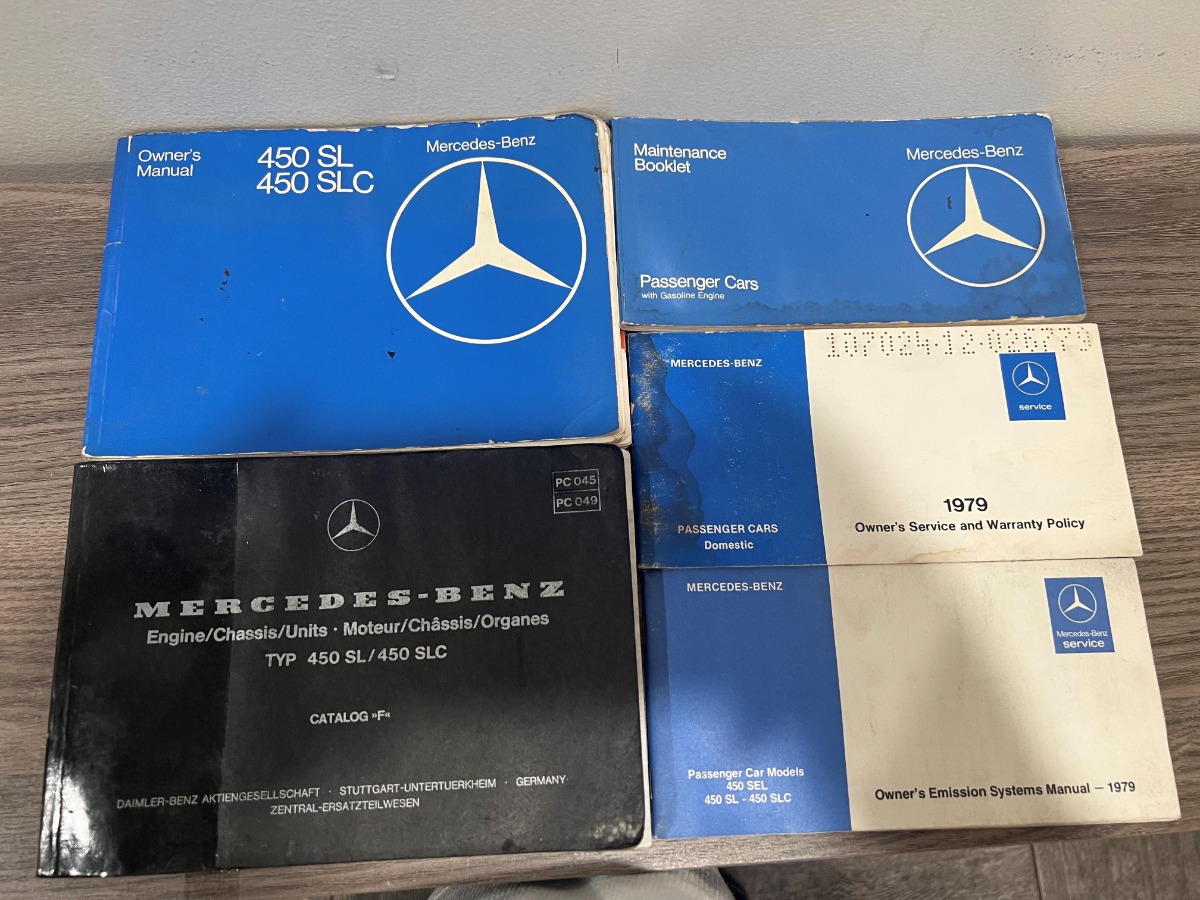 Owner's
Manual
450 SL
450 SLC
Mercedes-Benz
Maintenance
Booklet
Mercedes-Benz
Passenger Cars
with Gasoline Engine
MERCEDES-BENZ
107024·12·026779
service
PASSENGER CARS
Domestic
1979
Owner's Service and Warranty Policy
PC 045
PC 049
MERCEDES-BENZ
Engine/Chassis/Units · Moteur/Châssis/Organes
TYP 450 SL/450 SLC
CATALOG »F«
DAIMLER-BENZ AKTIENGESELLSCHAFT · STUTTGART-UNTERTUERKHEIM · GERMANY
ZENTRAL-ERSATZTEILWESEN
MERCEDES-BENZ
Mercedes-Benz
service
Passenger Car Models
450 SEL
450 SL - 450 SLC
Owner's Emission Systems Manual — 1979